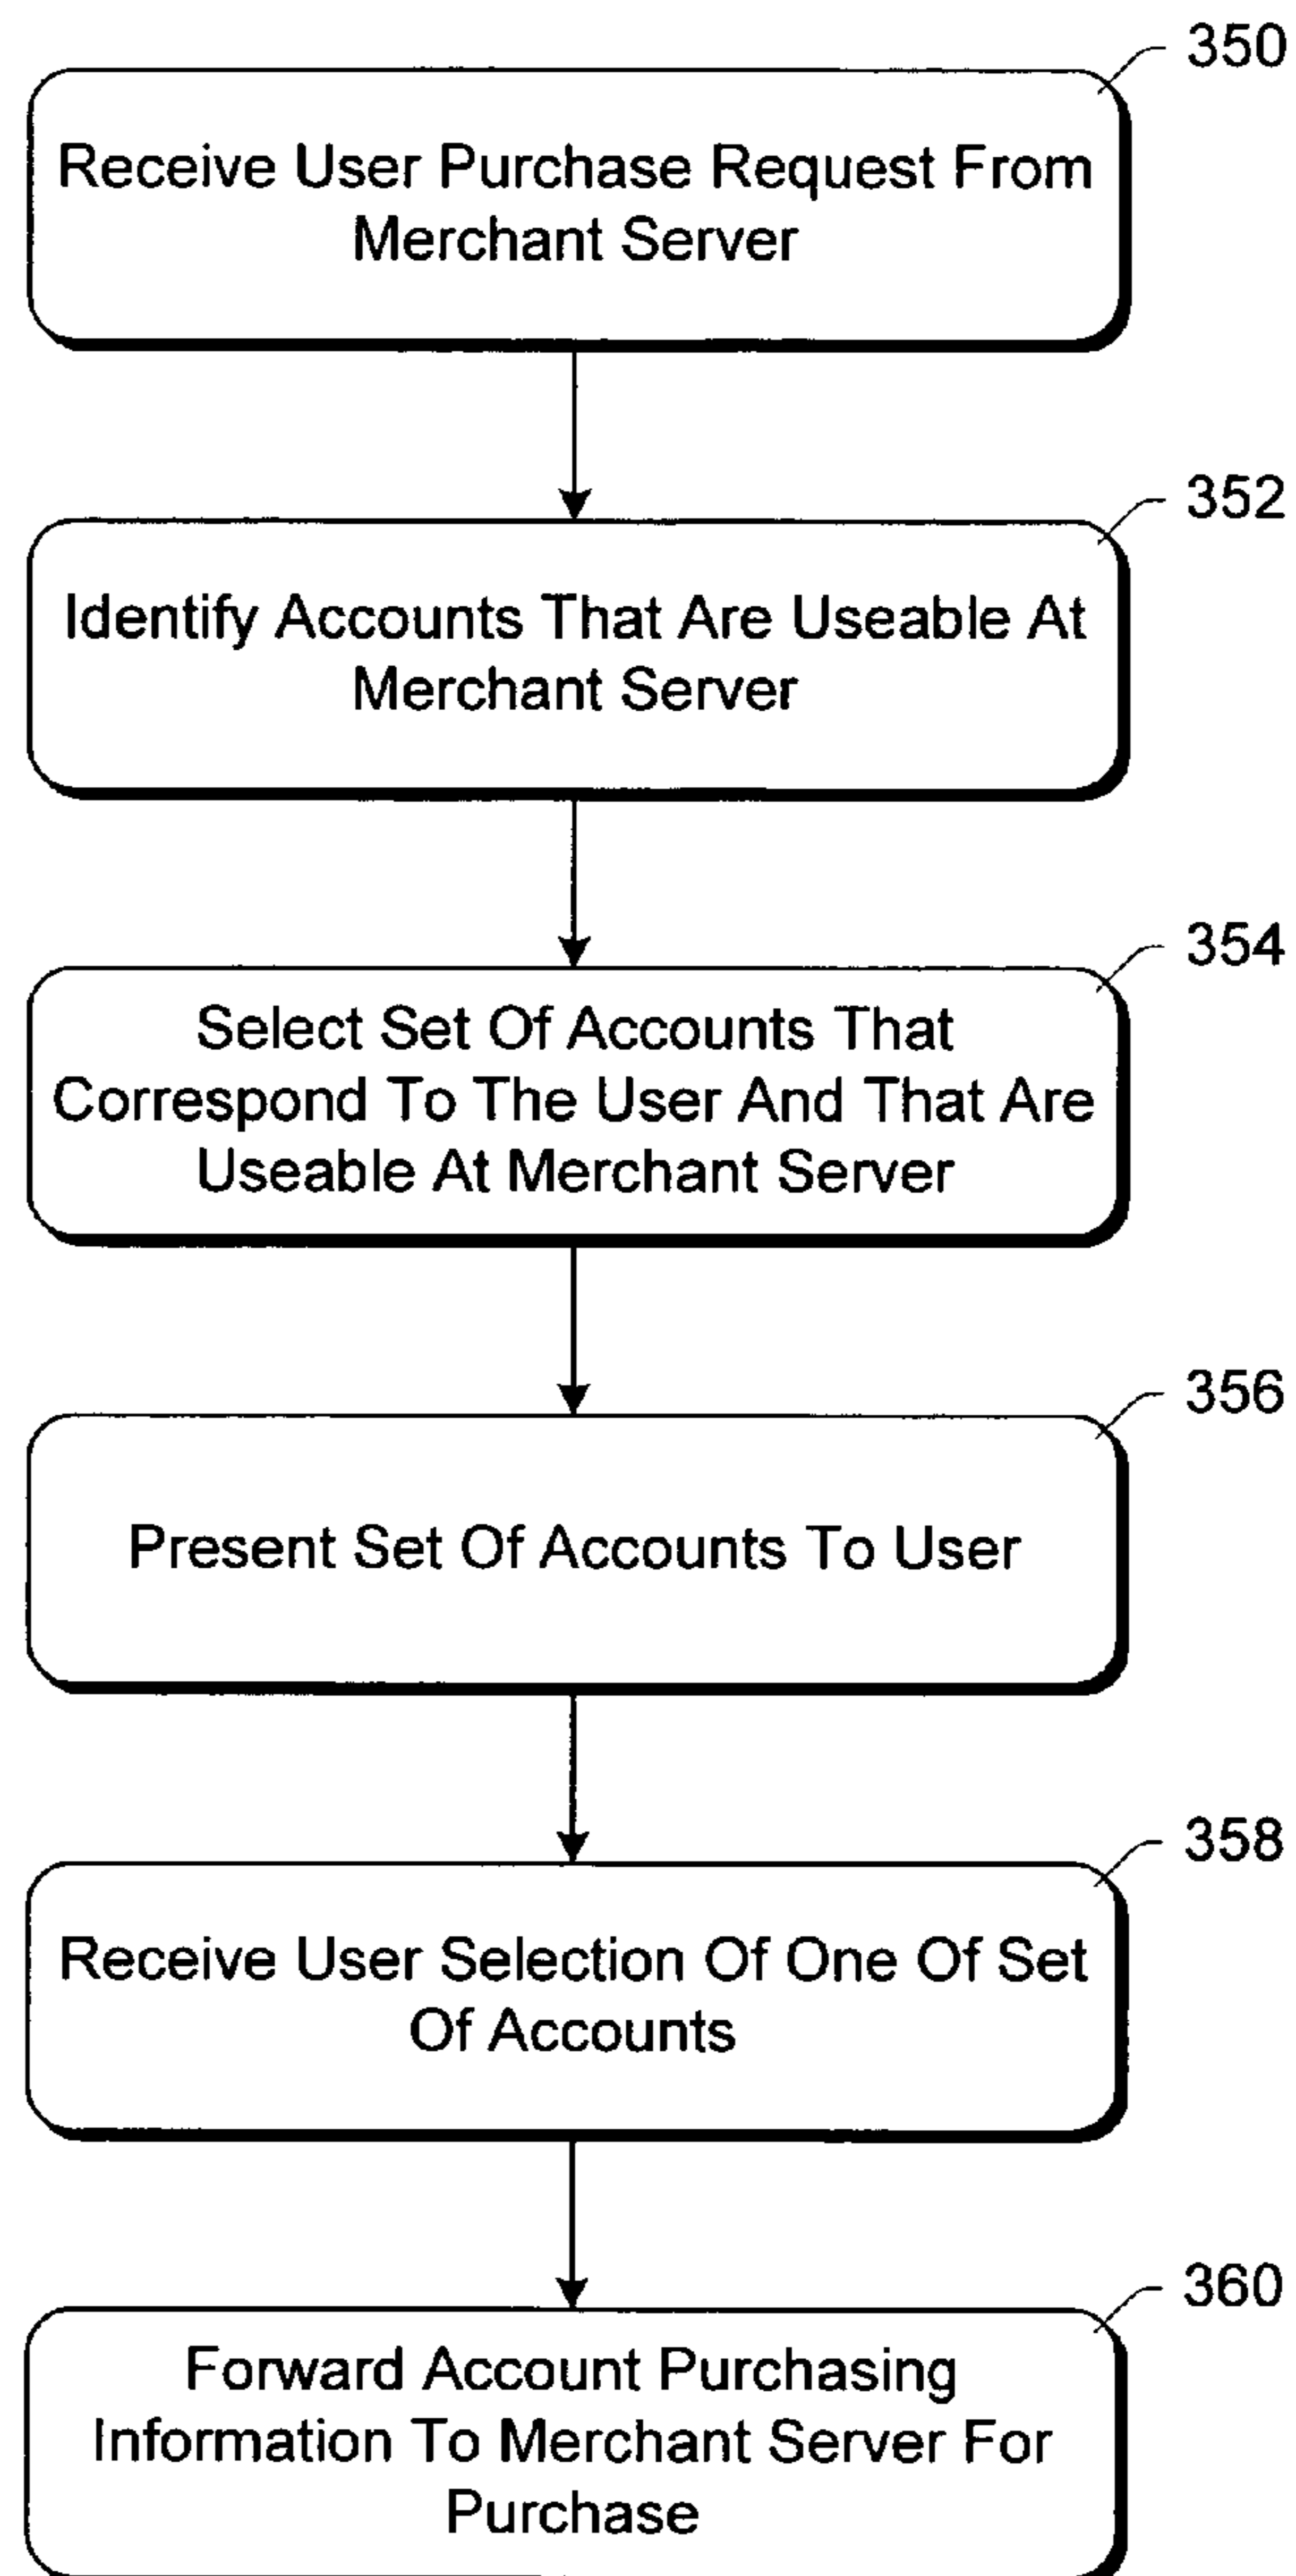 350
Receive User Purchase Request From
Merchant Server
352
Identify Accounts That Are Useable At
Merchant Server
354
Select Set Of Accounts That
Correspond To The User And That Are
Useable At Merchant Server
356
Present Set Of Accounts To User
358
Receive User Selection Of One Of Set
Of Accounts
360
Forward Account Purchasing
Information To Merchant Server For
Purchase